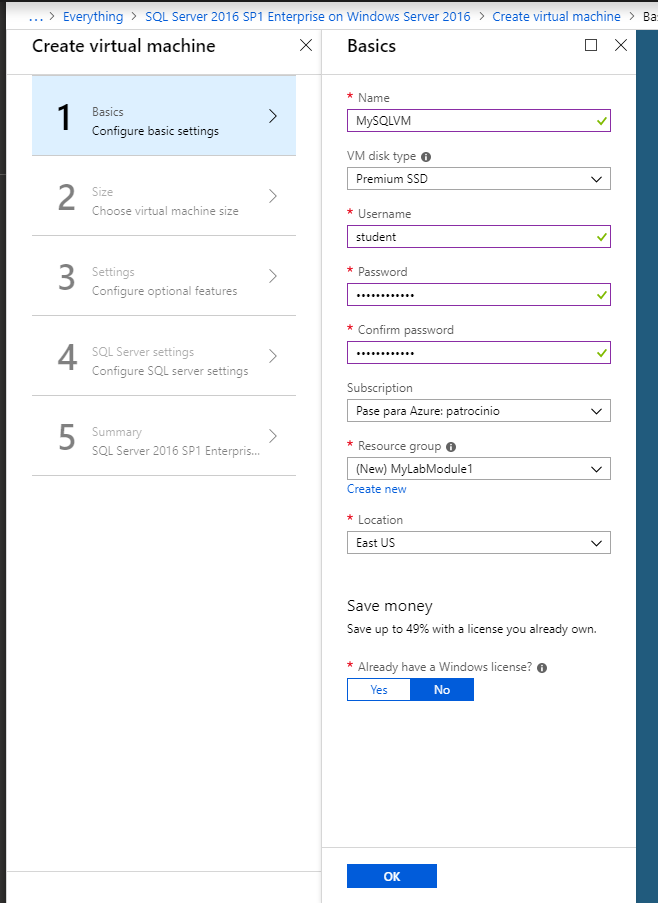 ... > Everything > SQL Server 2016 SP1 Enterprise on Windows Server 2016 > Create virtual machine > Ba
Create virtual machine
1
Basics
Configure basic settings
2
Size
Choose virtual machine size
3
Settings
Configure optional features
4
SQL Server settings
Configure SQL server settings
5
Summary
SQL Server 2016 SP1 Enterpris...
Basics
* Name
MySQLVM
VM disk type
Premium SSD
* Username
student
* Password
••••••••••••
* Confirm password
••••••••••••
Subscription
Pase para Azure: patrocinio
* Resource group
(New) MyLabModule1
Create new
* Location
East US
Save money
Save up to 49% with a license you already own.
* Already have a Windows license?
Yes No
OK